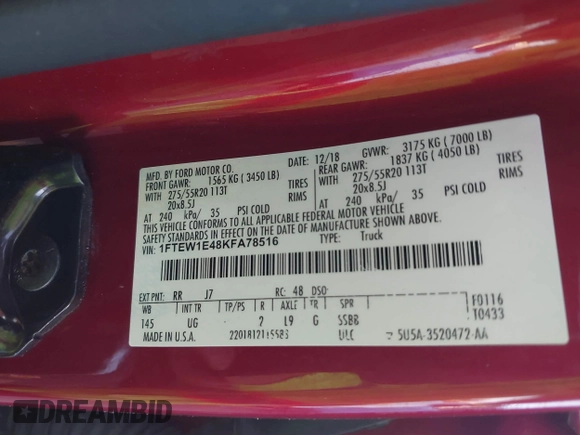 MFD. BY FORD MOTOR CO.
DATE: 12/18
GVWR: 3175 KG ( 7000 LB)
FRONT GAWR: 1565 KG ( 3450 LB)
REAR GAWR: 1837 KG ( 4050 LB)
WITH 275/55R20 113T TIRES
WITH 275/55R20 113T TIRES
20x8.5J RIMS
20x8.5J RIMS
AT 240 kPa/ 35 PSI COLD
AT 240 kPa/ 35 PSI COLD
THIS VEHICLE CONFORMS TO ALL APPLICABLE FEDERAL MOTOR VEHICLE
SAFETY STANDARDS IN EFFECT ON THE DATE OF MANUFACTURE SHOWN ABOVE.
VIN: 1FTEW1E48KFA78516
TYPE: Truck
EXT PNT: RR J7 RC: 48 DSO:
WB INT TR TP/PS R AXLE TR SPR
145 UG - 2 L9 G SSBB
F0116
T0433
MADE IN U.S.A.
ULC
5U5A-3520472-AA
DREAMBID